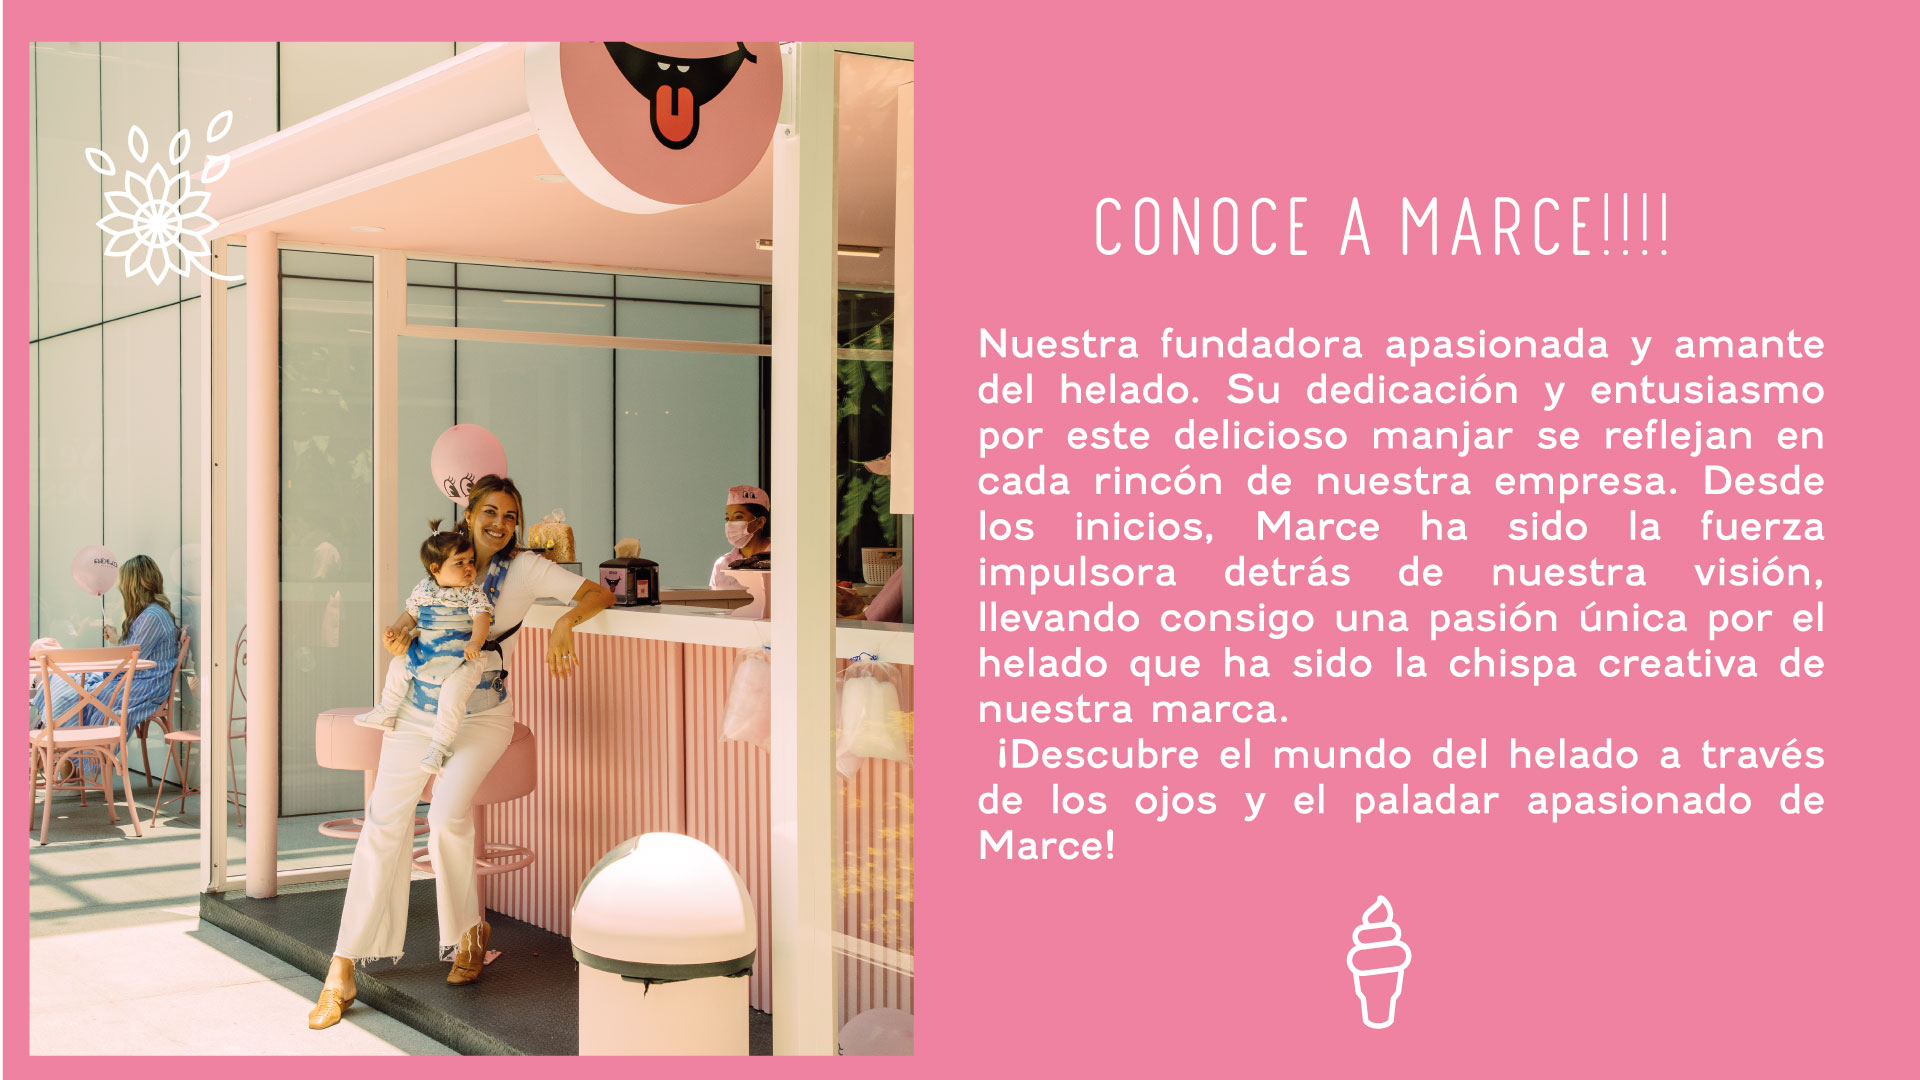 CONOCE A MARCE!!!!
Nuestra fundadora apasionada y amante
del helado. Su dedicación y entusiasmo
por este delicioso manjar se reflejan en
cada rincón de nuestra empresa. Desde
los inicios, Marce ha sido la fuerza
impulsora detrás de nuestra visión,
llevando consigo una pasión única por el
helado que ha sido la chispa creativa de
nuestra marca.
¡Descubre el mundo del helado a través
de los ojos y el paladar apasionado de
Marce!